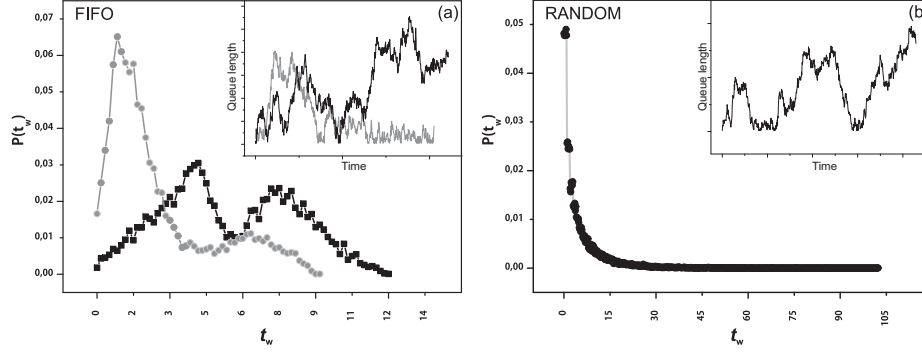 FIFO
(a)
P(t_w)
0,07
0,06
0,05
0,04
0,03
0,02
0,01
0,00
0
2
3
5
6
8
9
11
12
14
t_w
Queue length
Time
RANDOM
(b)
P(t_w)
0,05
0,04
0,03
0,02
0,01
0,00
0
15
30
45
60
75
90
105
t_w
Queue length
Time